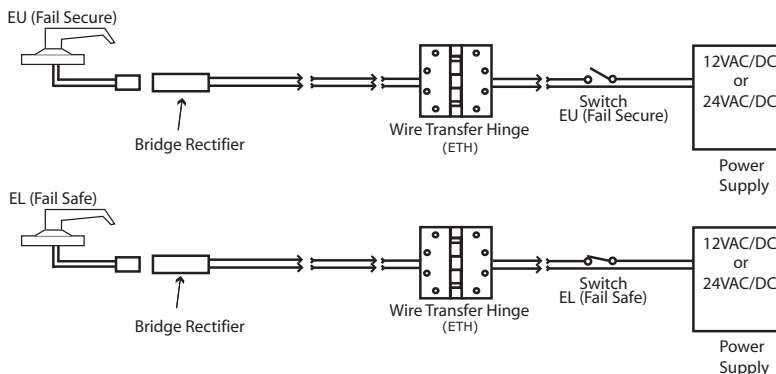 EU (Fail Secure)
12VAC/DC
or
24VAC/DC
Switch
EU (Fail Secure)
Wire Transfer Hinge
(ETH)
Bridge Rectifier
Power
Supply
EL (Fail Safe)
12VAC/DC
or
24VAC/DC
Switch
EL (Fail Safe)
Wire Transfer Hinge
(ETH)
Bridge Rectifier
Power
Supply